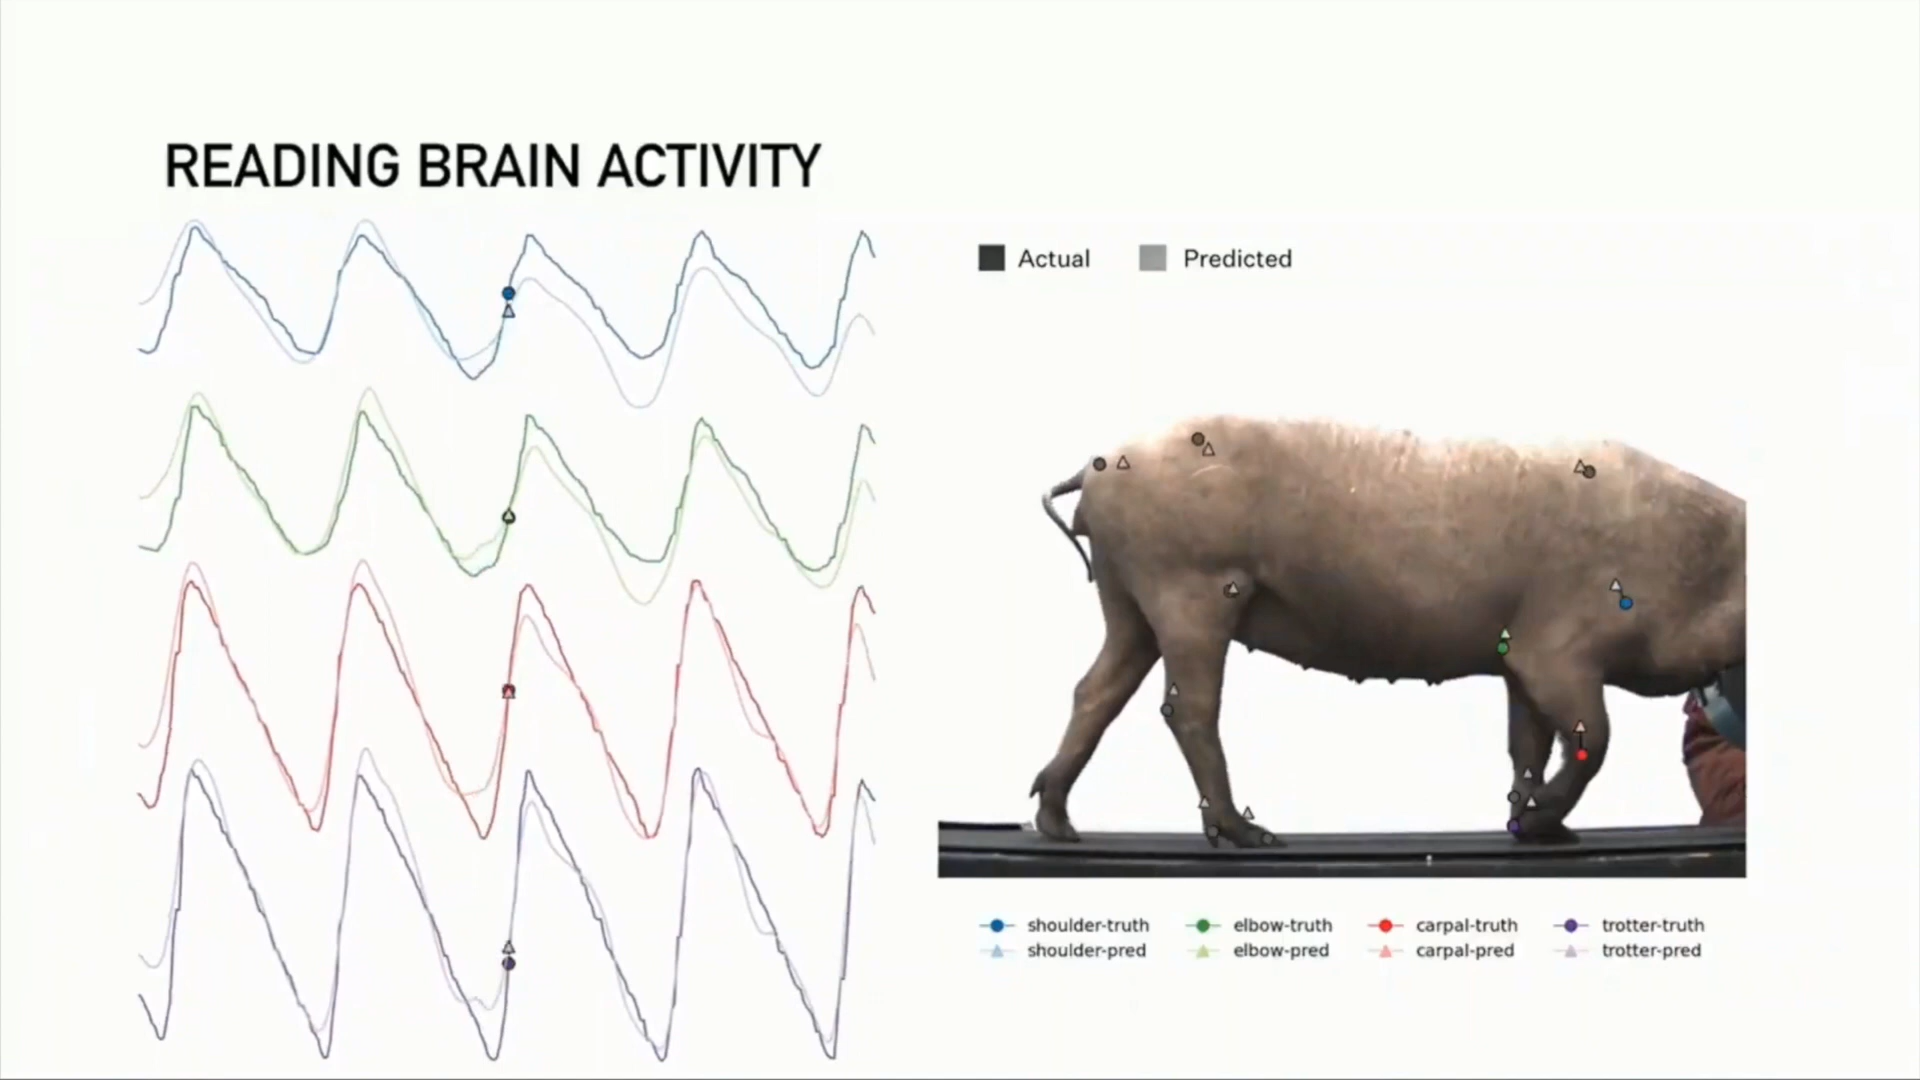 READING BRAIN ACTIVITY
Actual Predicted
shoulder-truth elbow-truth carpal-truth trotter-truth
shoulder-pred elbow-pred carpal-pred trotter-pred